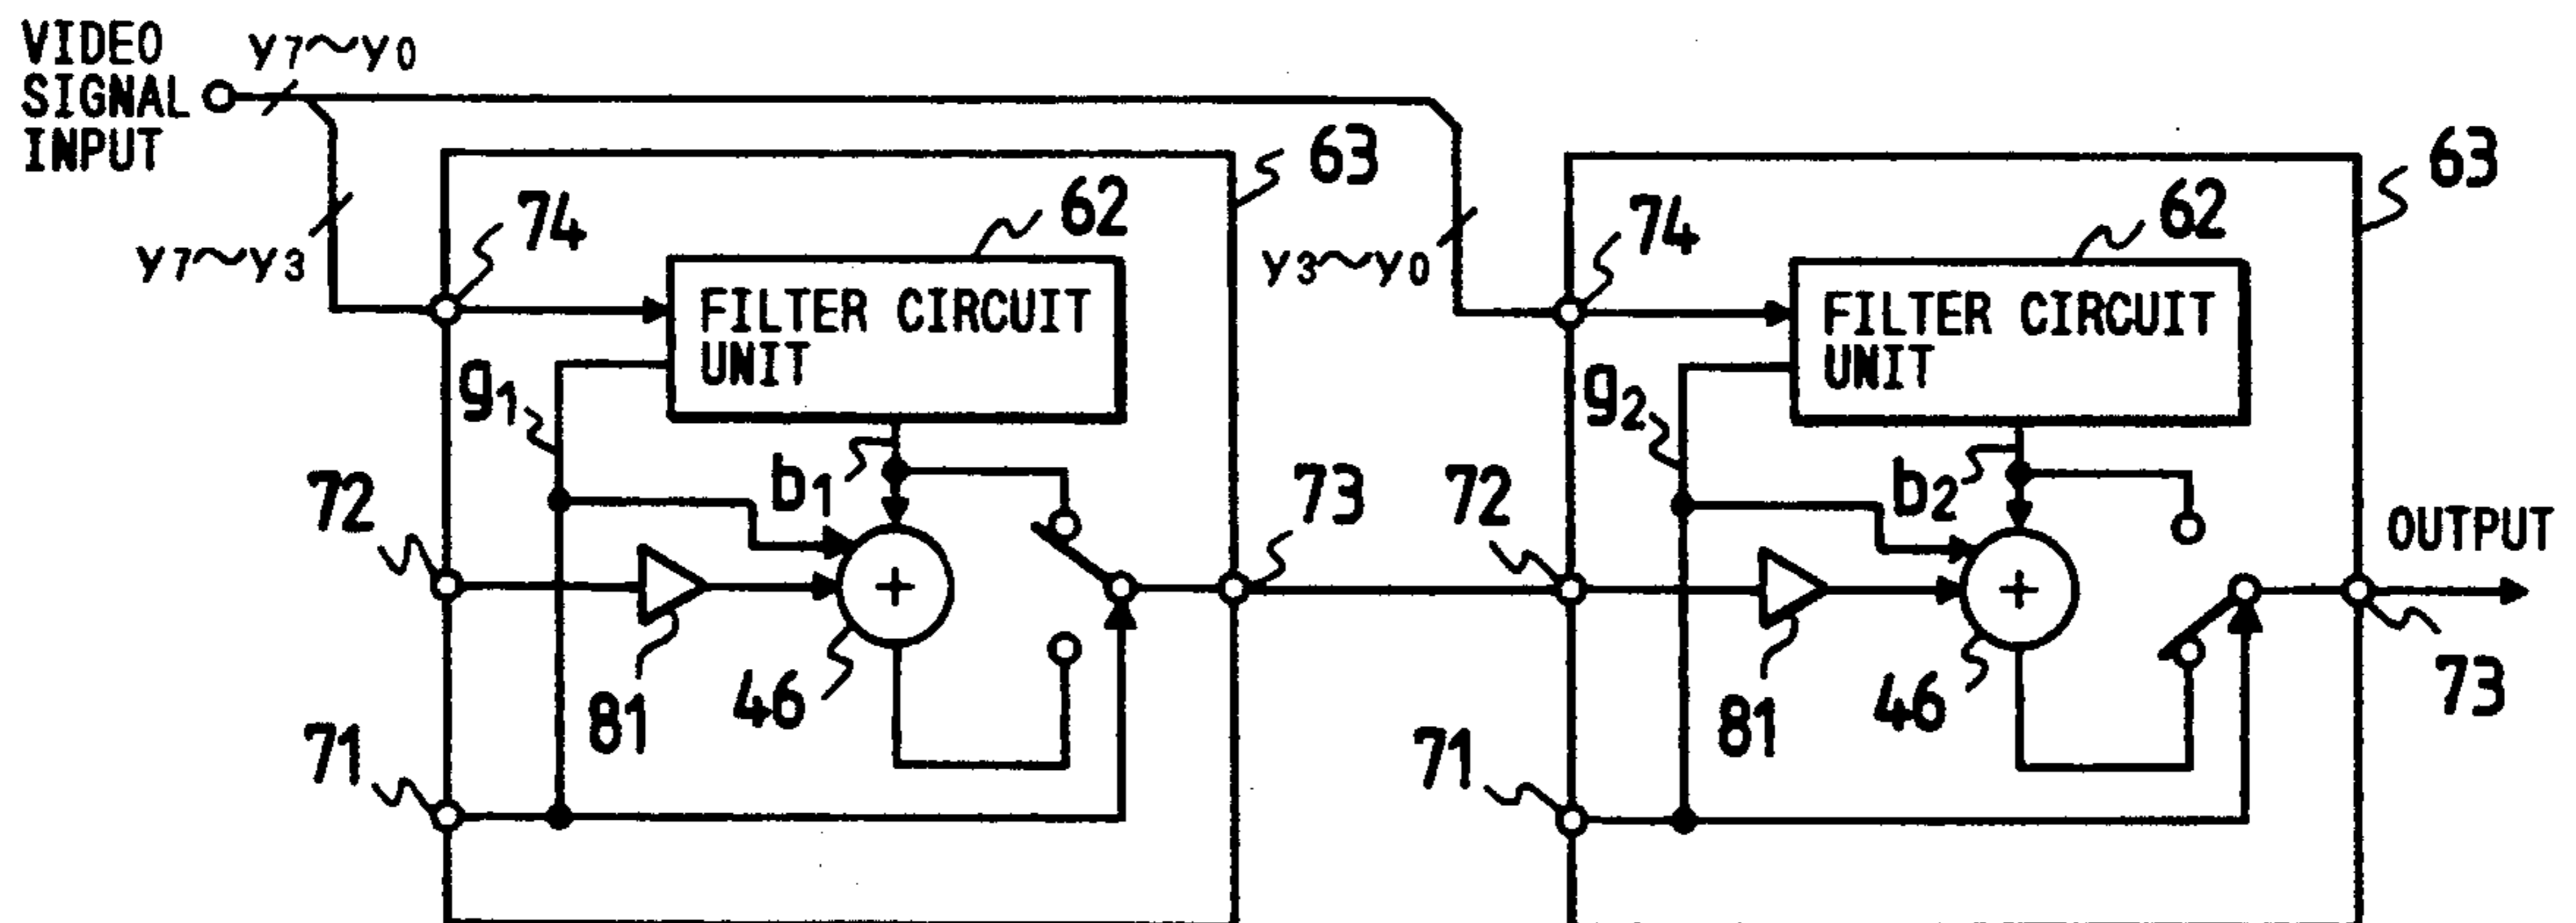 VIDEO
SIGNAL
INPUT
y7~y0
y7~y3
74
62
63
FILTER CIRCUIT
UNIT
g1
b1
72
81
46
71
73
y3~y0
74
62
63
FILTER CIRCUIT
UNIT
g2
b2
72
81
46
71
OUTPUT
73
+
+